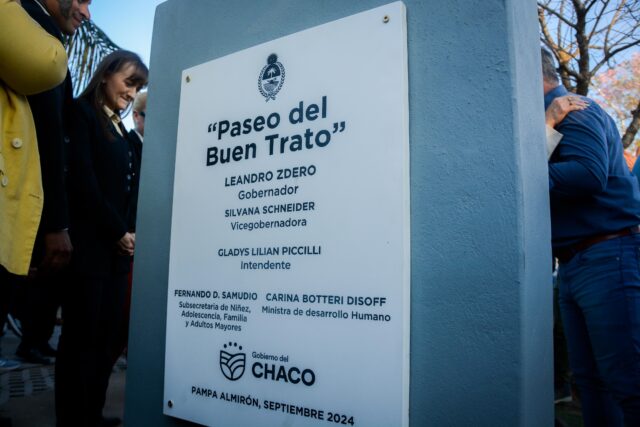 “Paseo del
Buen Trato”
LEANDRO ZDERO
Gobernador
SILVANA SCHNEIDER
Vicegobernadora
GLADYS LILIAN PICCILLI
Intendente
FERNANDO D. SAMUDIO
Subsecretaria de Niñez,
Adolescencia, Familia
y Adultos Mayores
CARINA BOTTERI DISOFF
Ministra de desarrollo Humano
Gobierno del
CHACO
PAMPA ALMIRÓN, SEPTIEMBRE 2024